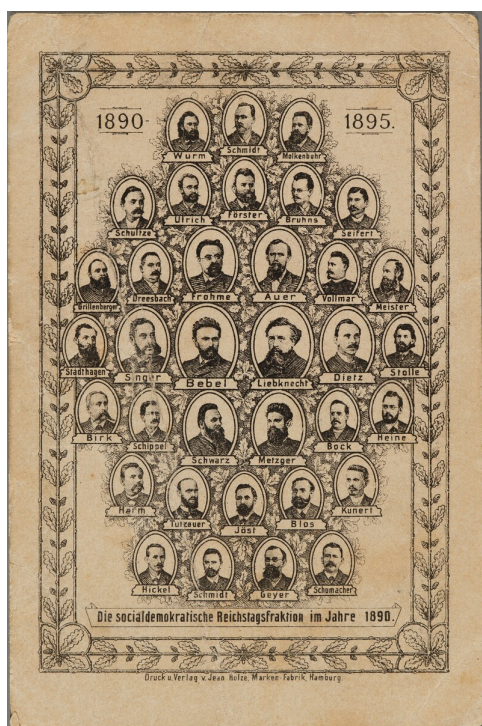 1890-
1895.
Wurm
Schmidt
Molkenbuhr
Schultze
Ulrich
Förster
Bruhns
Seifert
Grillenberger
Dreesbach
Frohme
Auer
Vollmar
Meister
Stadthagen
Singer
Bebel
Liebknecht
Dietz
Stolle
Birk
Schippel
Schwarz
Metzger
Bock
Heine
Harm
Tutzauer
Jöst
Blos
Kunert
Hickel
Schmidt
Geyer
Schumacher
Die socialdemokratische Reichstagsfraktion im Jahre 1890.
Druck u. Verlag v. Jean Holze, Marken-Fabrik, Hamburg.